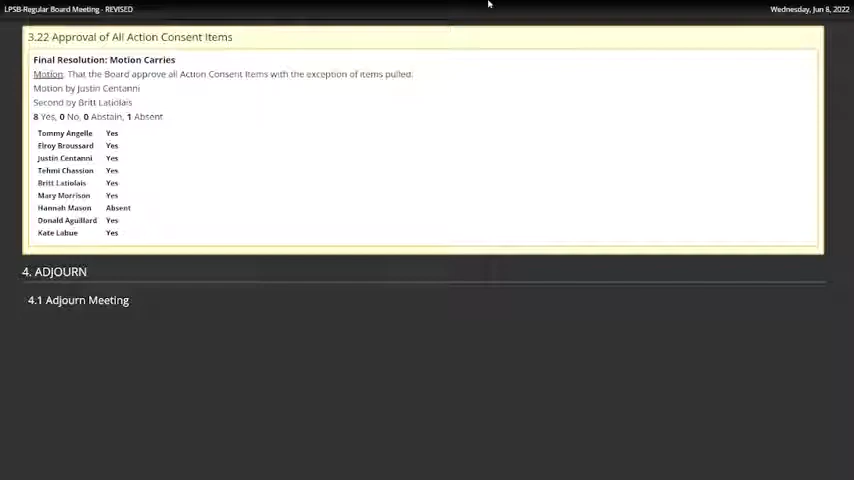 LPSB-Regular Board Meeting - REVISED
Wednesday, Jun 8, 2022
3.22 Approval of All Action Consent Items
Final Resolution: Motion Carries
Motion: That the Board approve all Action Consent Items with the exception of items pulled.
Motion by Justin Centanni
Second by Britt Latiolais
8 Yes, 0 No, 0 Abstain, 1 Absent
Tommy Angelle Yes
Elroy Broussard Yes
Justin Centanni Yes
Tehmi Chassion Yes
Britt Latiolais Yes
Mary Morrison Yes
Hannah Mason Absent
Donald Aguillard Yes
Kate Labue Yes
4. ADJOURN
4.1 Adjourn Meeting